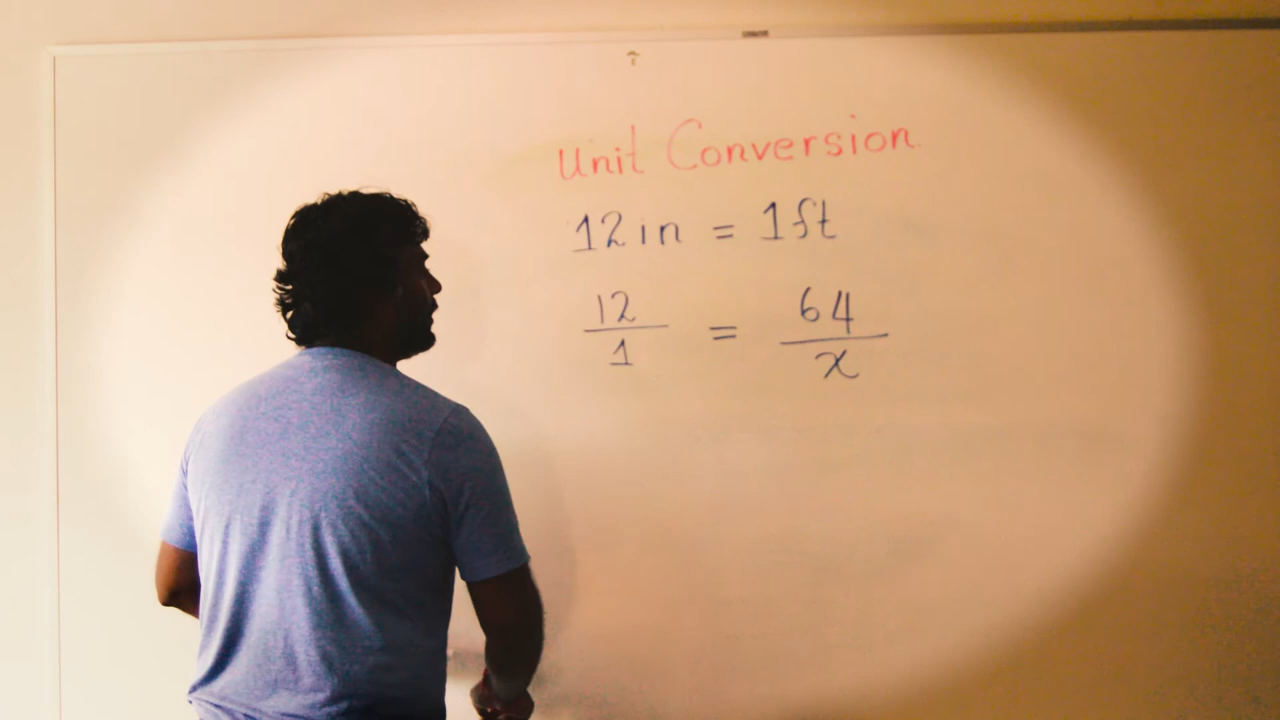 Unit Conversion
12 in = 1 ft
12/1 = 64/x